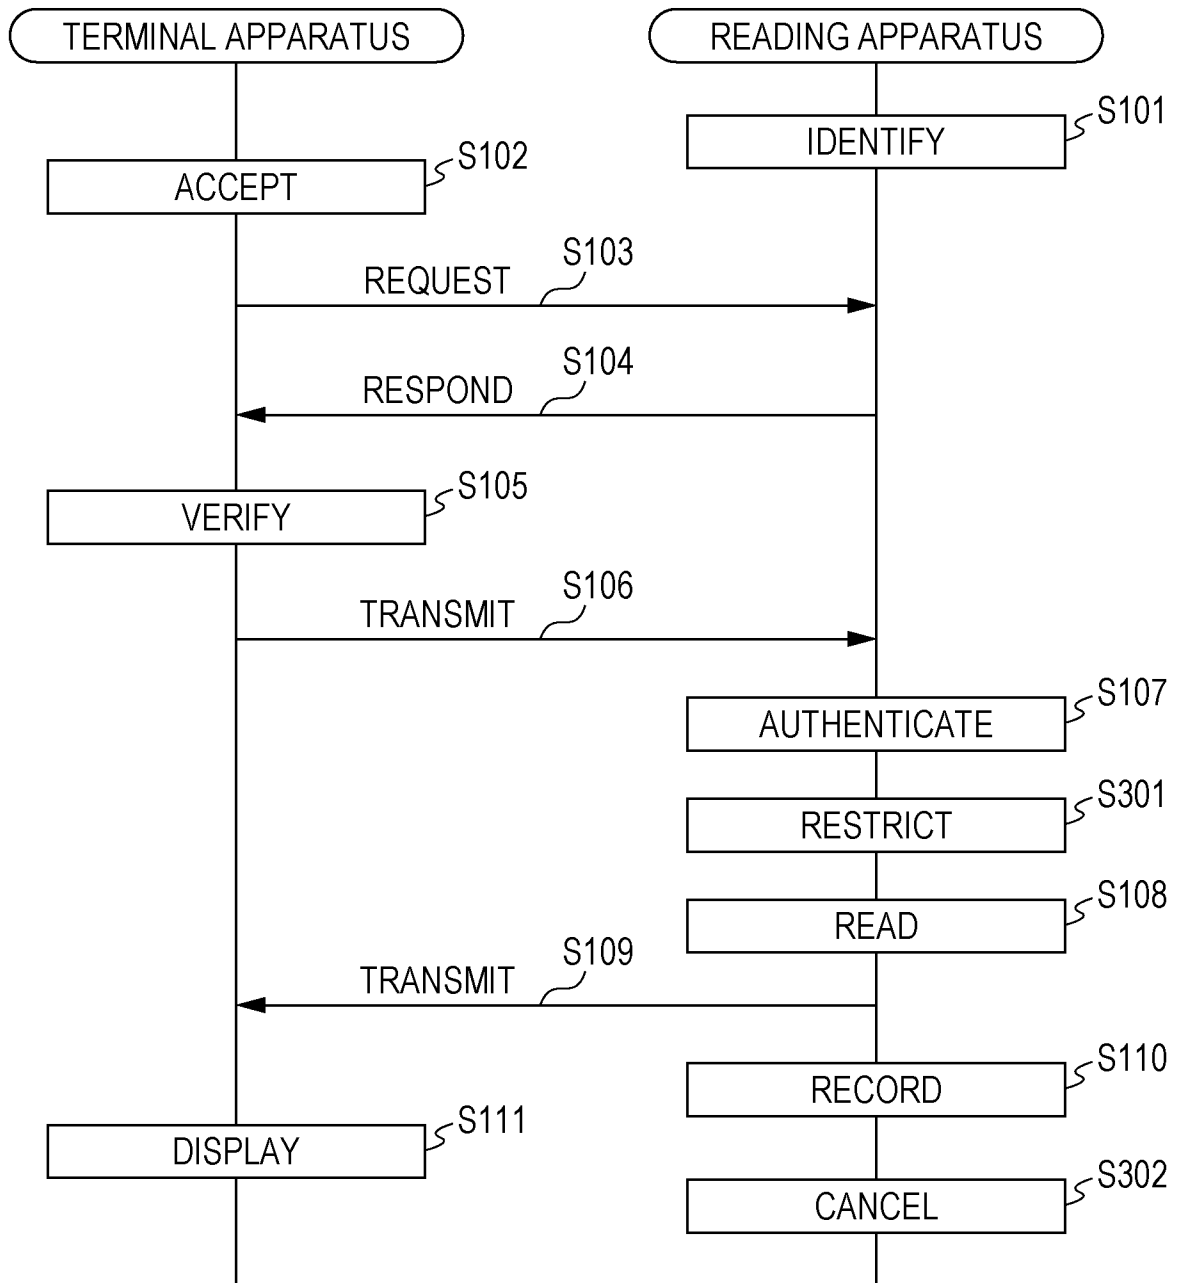 TERMINAL APPARATUS
READING APPARATUS
S101
IDENTIFY
S102
ACCEPT
S103
REQUEST
S104
RESPOND
S105
VERIFY
S106
TRANSMIT
S107
AUTHENTICATE
S301
RESTRICT
S108
READ
S109
TRANSMIT
S110
RECORD
S111
DISPLAY
S302
CANCEL